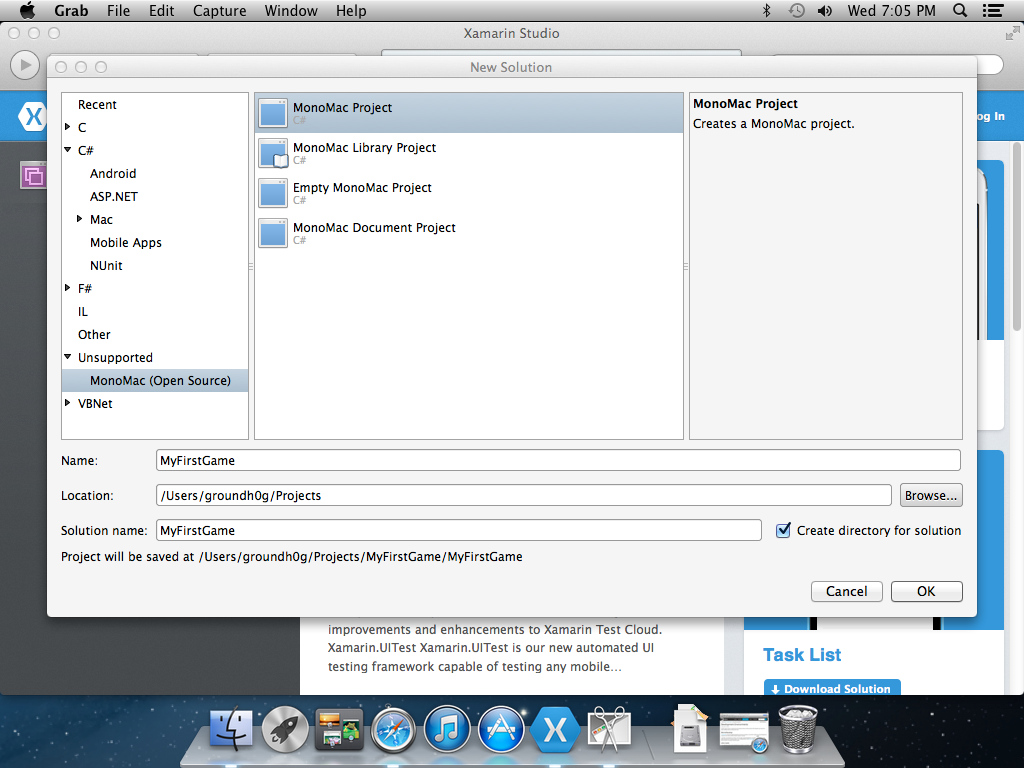 Grab File Edit Capture Window Help Wed 7:05 PM
Xamarin Studio
New Solution
Log In
Recent
C
C#
Android
ASP.NET
Mac
Mobile Apps
NUnit
F#
IL
Other
Unsupported
MonoMac (Open Source)
VBNet
MonoMac Project
C#
MonoMac Library Project
C#
Empty MonoMac Project
C#
MonoMac Document Project
C#
MonoMac Project
Creates a MonoMac project.
Name: MyFirstGame
Location: /Users/groundh0g/Projects Browse...
Solution name: MyFirstGame Create directory for solution
Project will be saved at /Users/groundh0g/Projects/MyFirstGame/MyFirstGame
Cancel OK
improvements and enhancements to Xamarin Test Cloud.
Xamarin.UITest Xamarin.UITest is our new automated UI
testing framework capable of testing any mobile...
Task List
Download Solution